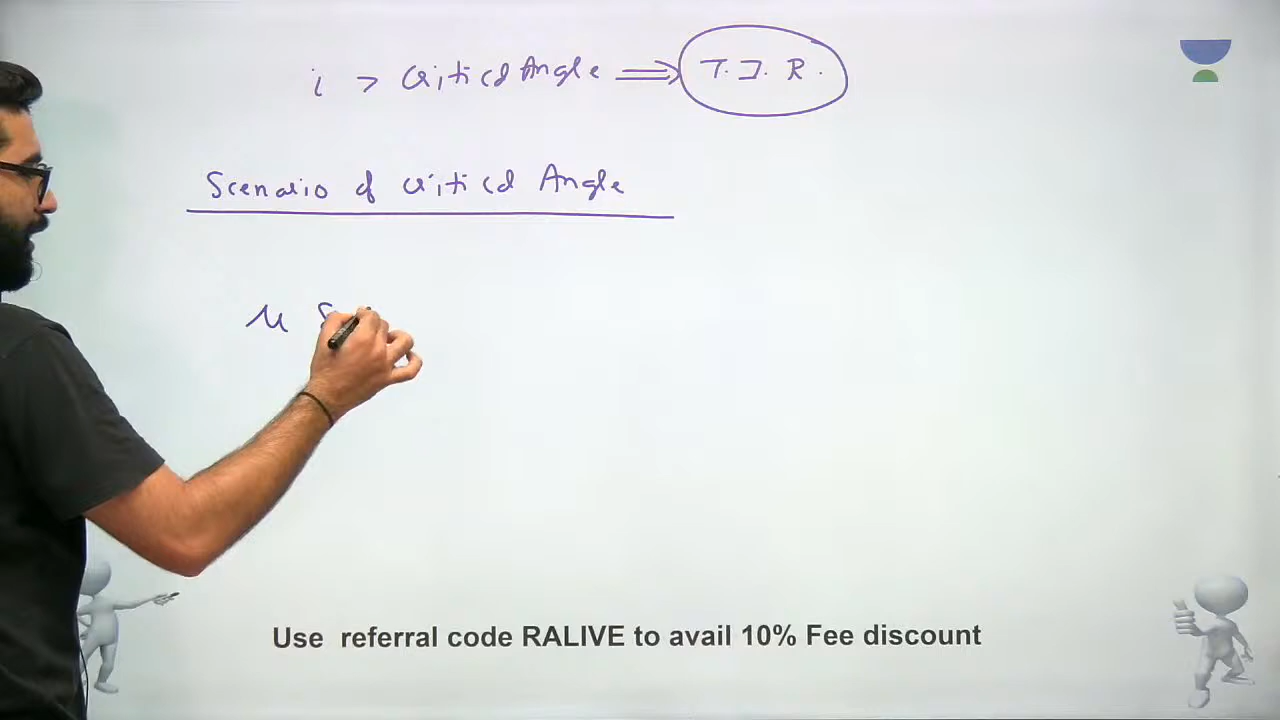 i > Critical Angle ⟹ T.I.R.
Scenario of Critical Angle
μ S
Use referral code RALIVE to avail 10% Fee discount